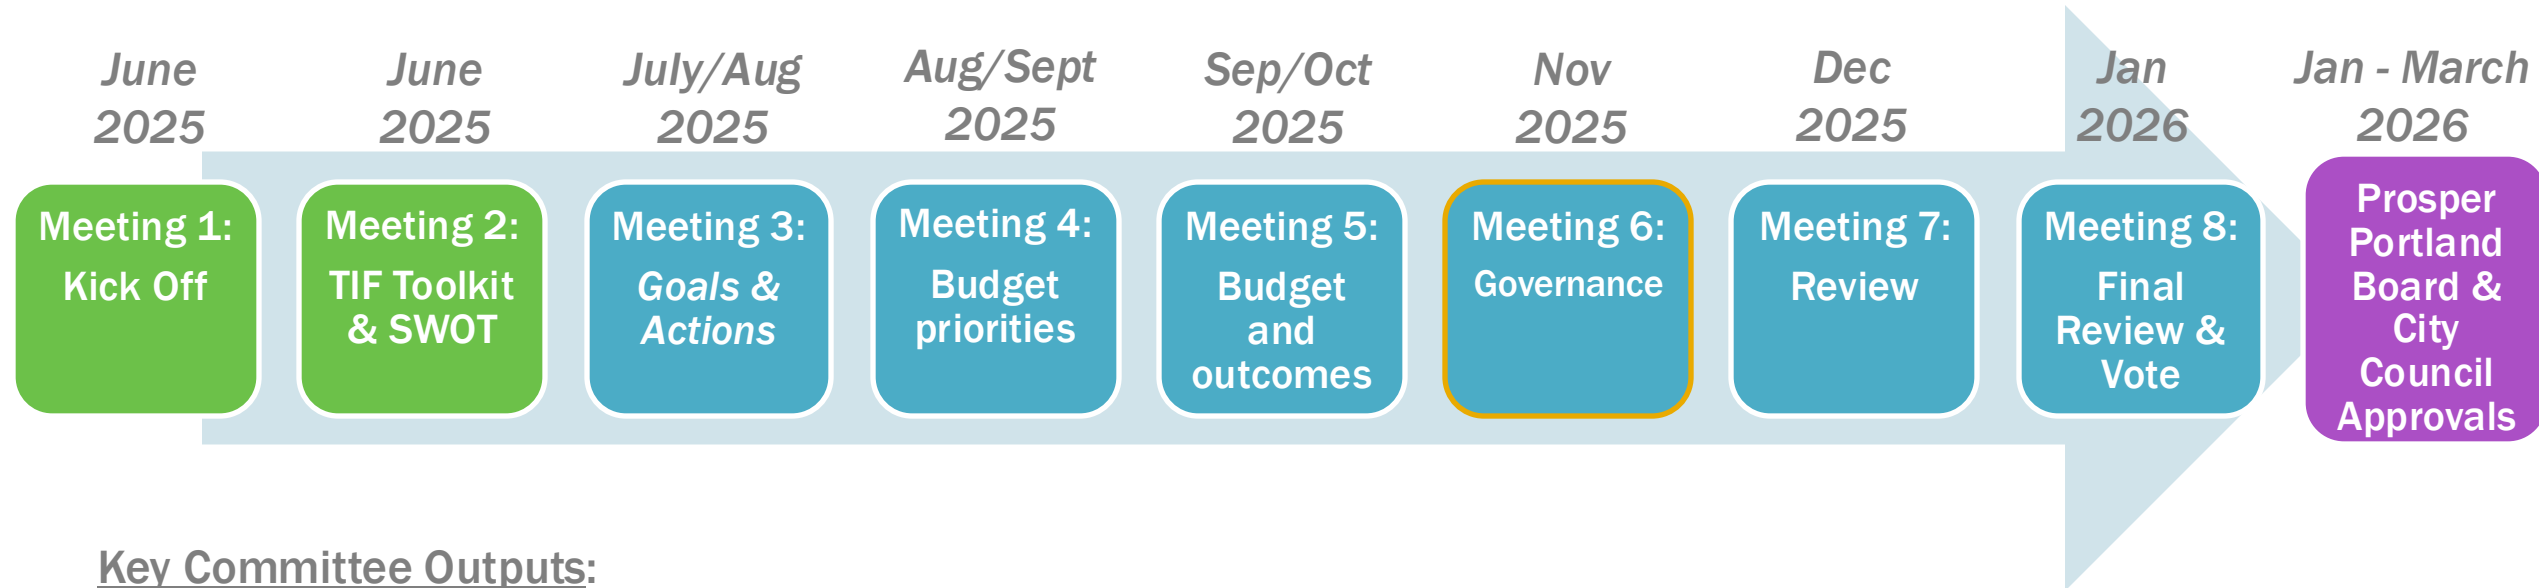 June
2025
June
2025
July/Aug
2025
Aug/Sept
2025
Sep/Oct
2025
Nov
2025
Dec
2025
Jan
2026
Jan - March
2026
Meeting 1:
Kick Off
Meeting 2:
TIF Toolkit
& SWOT
Meeting 3:
Goals &
Actions
Meeting 4:
Budget
priorities
Meeting 5:
Budget
and
outcomes
Meeting 6:
Governance
Meeting 7:
Review
Meeting 8:
Final
Review &
Vote
Prosper
Portland
Board &
City
Council
Approvals
Key Committee Outputs: